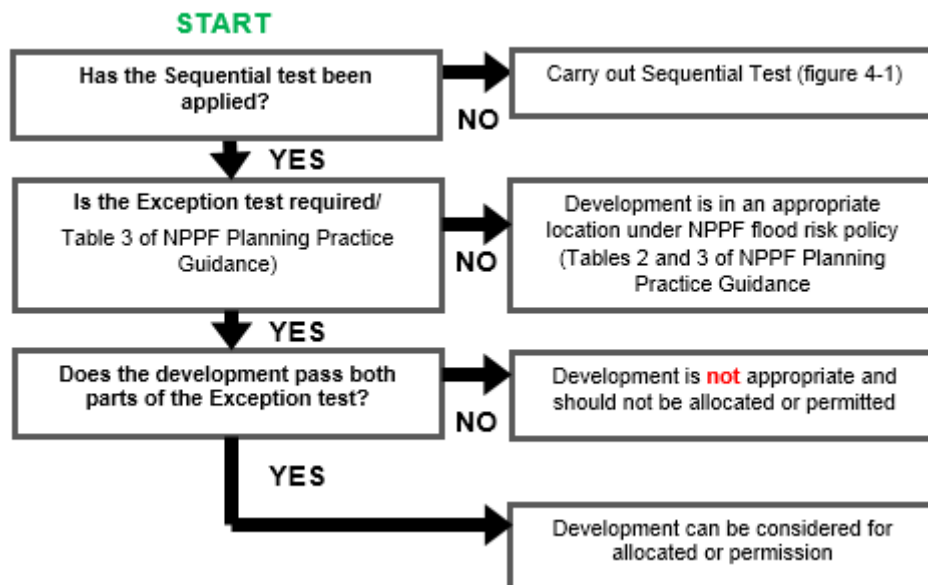 START
Has the Sequential test been
applied?
NO
Carry out Sequential Test (figure 4-1)
YES
Is the Exception test required/
Table 3 of NPPF Planning Practice
Guidance)
NO
Development is in an appropriate
location under NPPF flood risk policy
(Tables 2 and 3 of NPPF Planning
Practice Guidance
YES
Does the development pass both
parts of the Exception test?
NO
Development is not appropriate and
should not be allocated or permitted
YES
Development can be considered for
allocated or permission